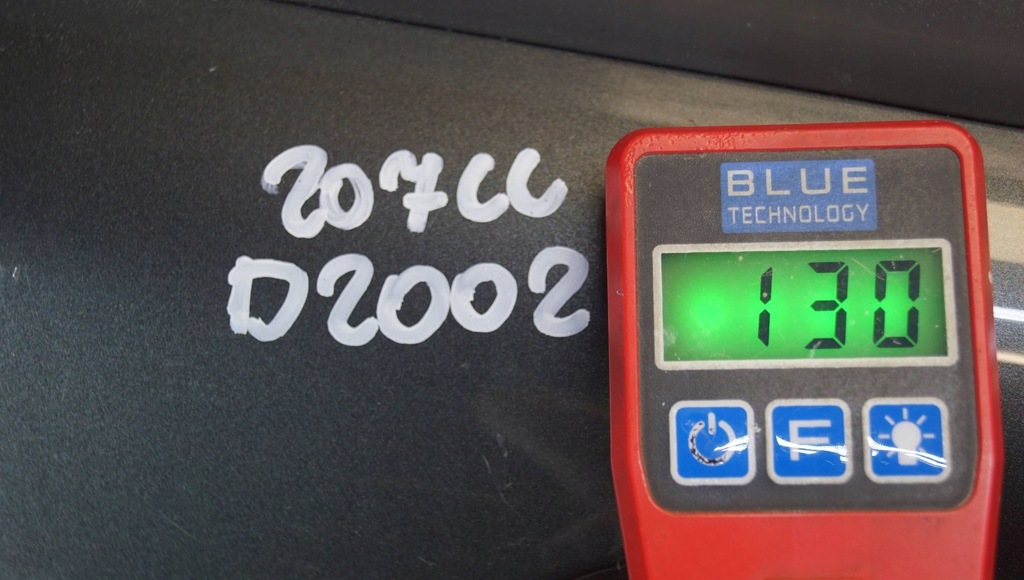 207CC
D2002
BLUE
TECHNOLOGY
130
F